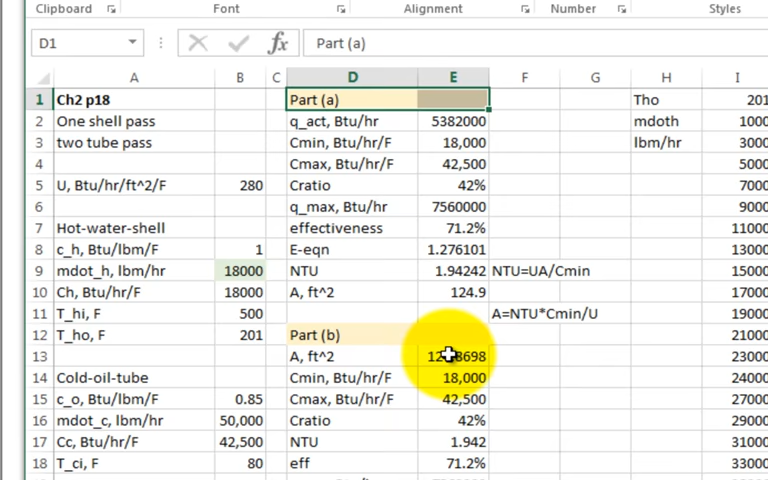 Clipboard Font Alignment Number Styles
D1 fx Part (a)
A B C D E F G H I
1 Ch2 p18 Part (a) Tho 201
2 One shell pass q_act, Btu/hr 5382000 mdoth 1000
3 two tube pass Cmin, Btu/hr/F 18,000 lbm/hr 3000
4 Cmax, Btu/hr/F 42,500 5000
5 U, Btu/hr/ft^2/F 280 Cratio 42% 7000
6 q_max, Btu/hr 7560000 9000
7 Hot-water-shell effectiveness 71.2% 11000
8 c_h, Btu/lbm/F 1 E-eqn 1.276101 13000
9 mdot_h, lbm/hr 18000 NTU 1.94242 NTU=UA/Cmin 15000
10 Ch, Btu/hr/F 18000 A, ft^2 124.9 17000
11 T_hi, F 500 A=NTU*Cmin/U 19000
12 T_ho, F 201 Part (b) 21000
13 A, ft^2 23000
14 Cold-oil-tube Cmin, Btu/hr/F 18,000 24000
15 c_o, Btu/lbm/F 0.85 Cmax, Btu/hr/F 42,500 27000
16 mdot_c, lbm/hr 50,000 Cratio 42% 29000
17 Cc, Btu/hr/F 42,500 NTU 1.942 31000
18 T_ci, F 80 eff 71.2% 33000